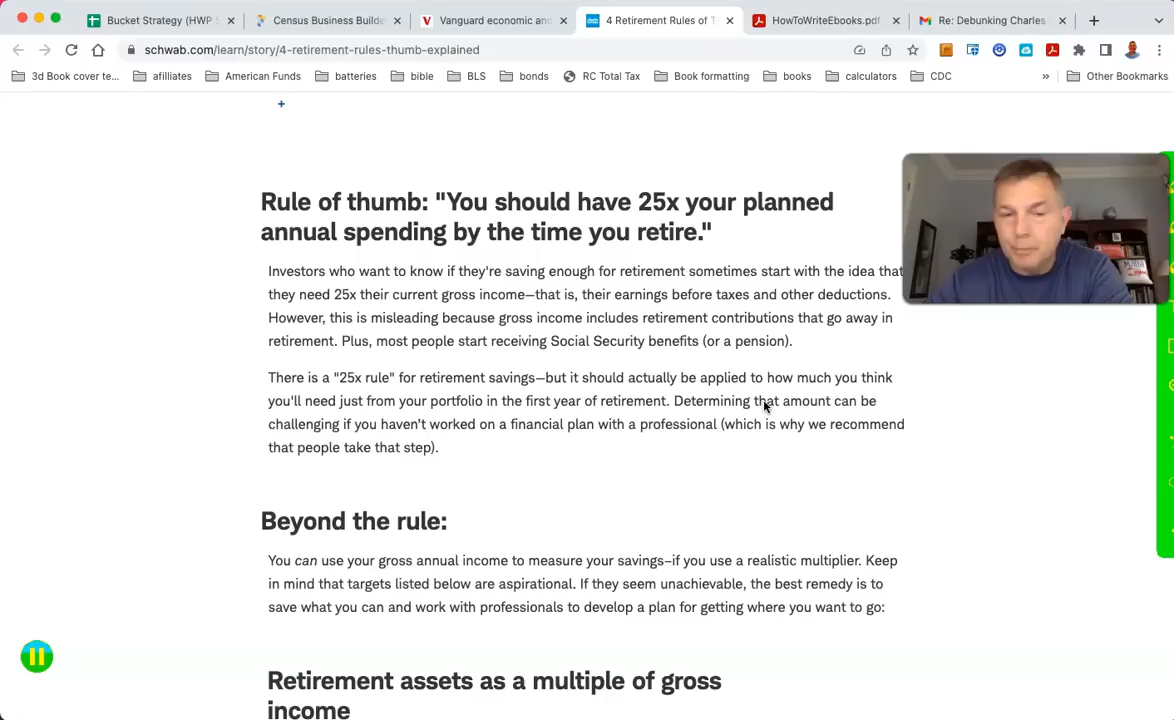 Bucket Strategy (HWP
Census Business Builde
Vanguard economic an
4 Retirement Rules of T
HowToWriteEbooks.pdf
Re: Debunking Charles
schwab.com/learn/story/4-retirement-rules-thumb-explained
3d Book cover te...
afiliiates
American Funds
batteries
bible
BLS
bonds
RC Total Tax
Book formatting
books
calculators
CDC
»
Other Bookmarks
+
Rule of thumb: "You should have 25x your planned
annual spending by the time you retire."
Investors who want to know if they're saving enough for retirement sometimes start with the idea that
they need 25x their current gross income—that is, their earnings before taxes and other deductions.
However, this is misleading because gross income includes retirement contributions that go away in
retirement. Plus, most people start receiving Social Security benefits (or a pension).
There is a "25x rule" for retirement savings—but it should actually be applied to how much you think
you'll need just from your portfolio in the first year of retirement. Determining that amount can be
challenging if you haven't worked on a financial plan with a professional (which is why we recommend
that people take that step).
Beyond the rule:
You can use your gross annual income to measure your savings–if you use a realistic multiplier. Keep
in mind that targets listed below are aspirational. If they seem unachievable, the best remedy is to
save what you can and work with professionals to develop a plan for getting where you want to go:
Retirement assets as a multiple of gross
income